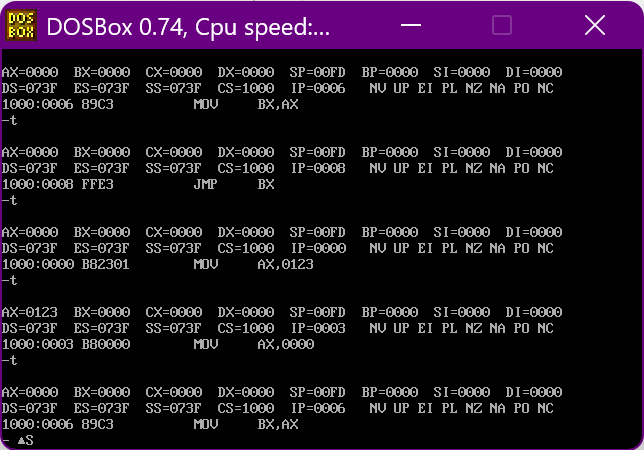 DOS BOX DOSBox 0.74, Cpu speed:...
AX=0000 BX=0000 CX=0000 DX=0000 SP=00FD BP=0000 SI=0000 DI=0000
DS=073F ES=073F SS=073F CS=1000 IP=0006 NV UP EI PL NZ NA PO NC
1000:0006 89C3 MOV BX,AX
-t
AX=0000 BX=0000 CX=0000 DX=0000 SP=00FD BP=0000 SI=0000 DI=0000
DS=073F ES=073F SS=073F CS=1000 IP=0008 NV UP EI PL NZ NA PO NC
1000:0008 FFE3 JMP BX
-t
AX=0000 BX=0000 CX=0000 DX=0000 SP=00FD BP=0000 SI=0000 DI=0000
DS=073F ES=073F SS=073F CS=1000 IP=0000 NV UP EI PL NZ NA PO NC
1000:0000 B82301 MOV AX,0123
-t
AX=0123 BX=0000 CX=0000 DX=0000 SP=00FD BP=0000 SI=0000 DI=0000
DS=073F ES=073F SS=073F CS=1000 IP=0003 NV UP EI PL NZ NA PO NC
1000:0003 B80000 MOV AX,0000
-t
AX=0000 BX=0000 CX=0000 DX=0000 SP=00FD BP=0000 SI=0000 DI=0000
DS=073F ES=073F SS=073F CS=1000 IP=0006 NV UP EI PL NZ NA PO NC
1000:0006 89C3 MOV BX,AX
- ▲S